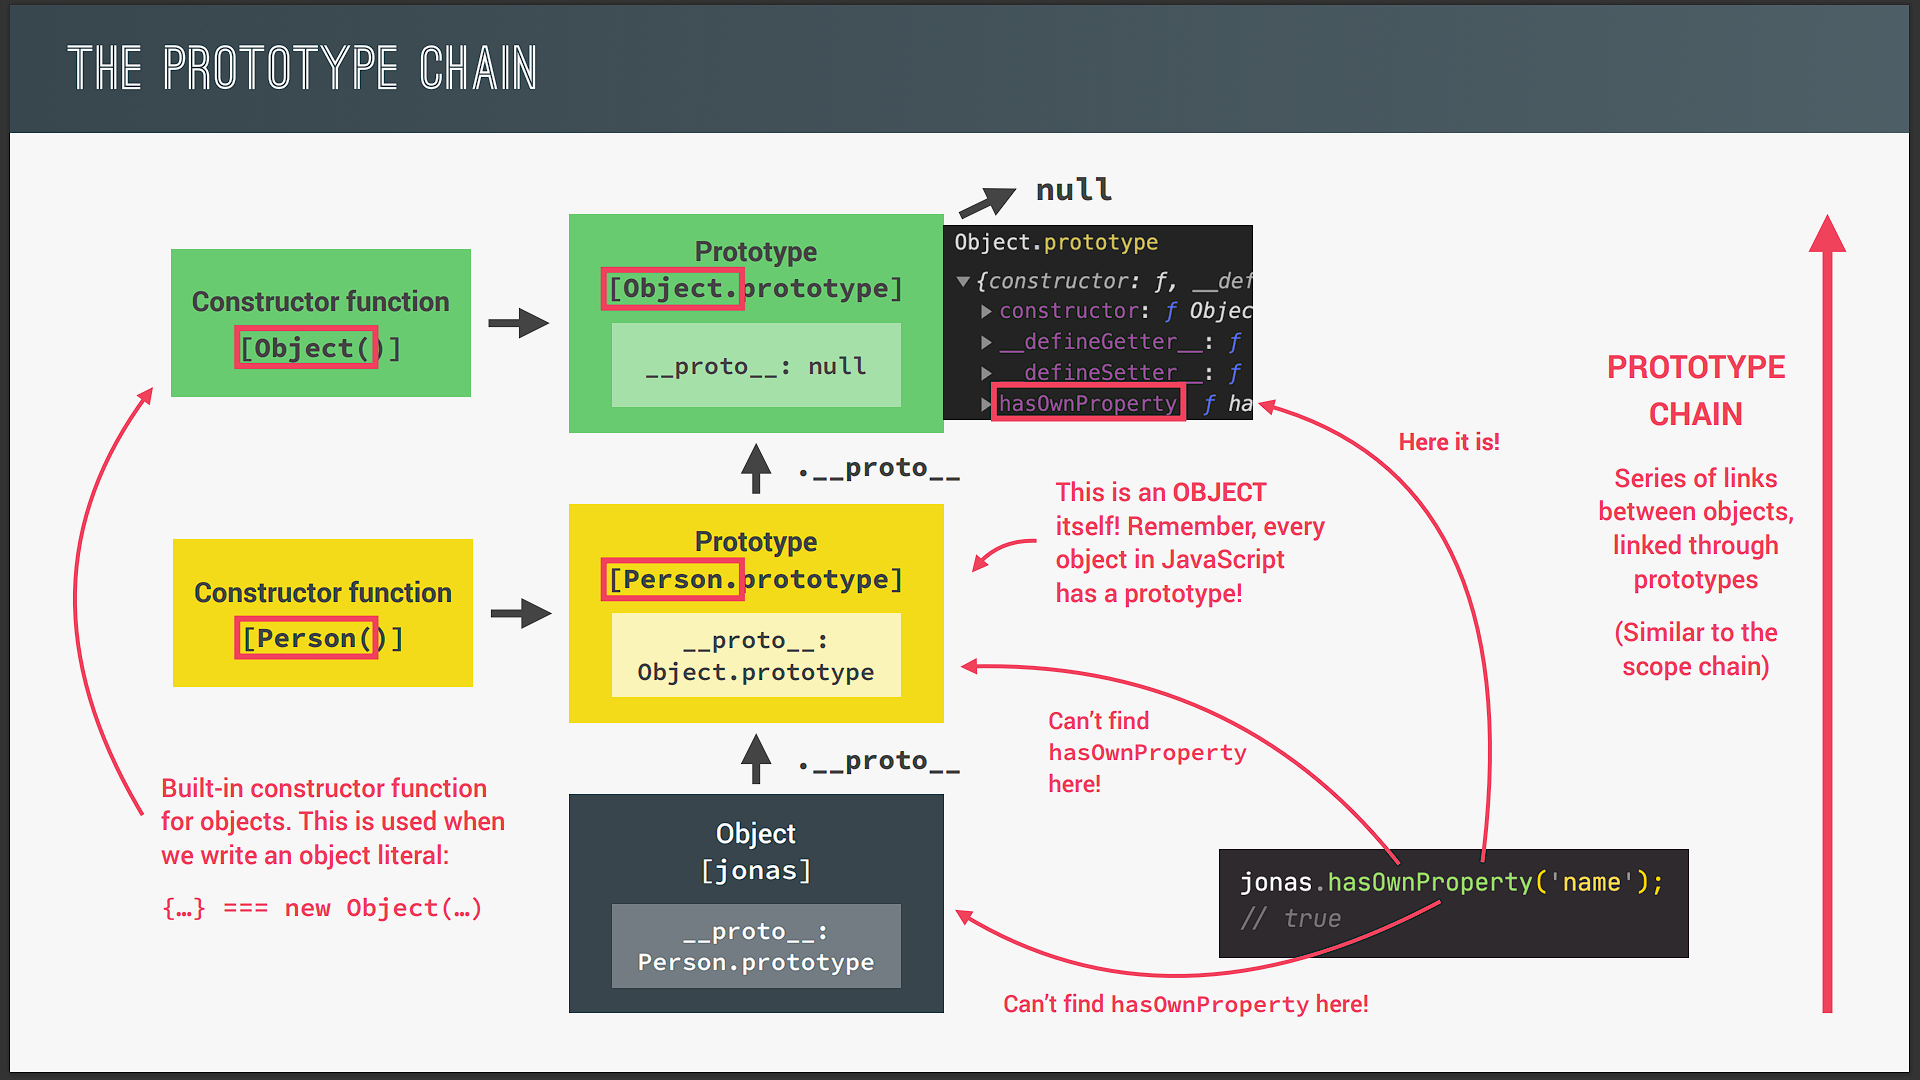 THE PROTOTYPE CHAIN
null
Prototype
[Object.prototype]
__proto__: null
Object.prototype
{constructor: ƒ, __def
constructor: ƒ Objec
__defineGetter__: ƒ
__defineSetter__: ƒ
hasOwnProperty ƒ ha
Constructor function
[Object()]
.__proto__
Here it is!
PROTOTYPE
CHAIN
Series of links
between objects,
linked through
prototypes
(Similar to the
scope chain)
This is an OBJECT
itself! Remember, every
object in JavaScript
has a prototype!
Constructor function
[Person()]
Prototype
[Person.prototype]
__proto__:
Object.prototype
.__proto__
Can't find
hasOwnProperty
here!
Built-in constructor function
for objects. This is used when
we write an object literal:
{…} === new Object(…)
Object
[jonas]
__proto__:
Person.prototype
jonas.hasOwnProperty('name');
// true
Can't find hasOwnProperty here!